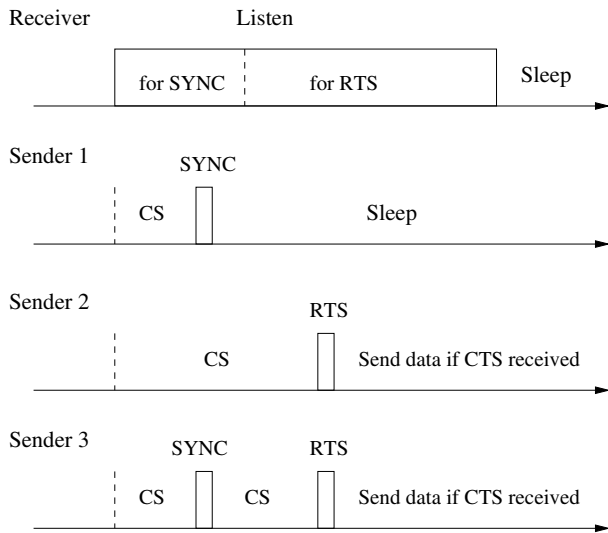 Receiver Listen
for SYNC for RTS Sleep
Sender 1
SYNC
CS Sleep
Sender 2
RTS
CS Send data if CTS received
Sender 3
SYNC RTS
CS CS Send data if CTS received